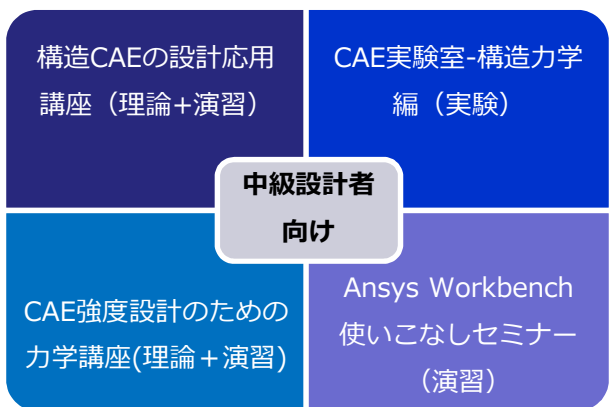 構造CAEの設計応用
講座（理論+演習）
CAE実験室-構造力学
編（実験）
中級設計者
向け
CAE強度設計のための
力学講座(理論＋演習)
Ansys Workbench
使いこなしセミナー
（演習）